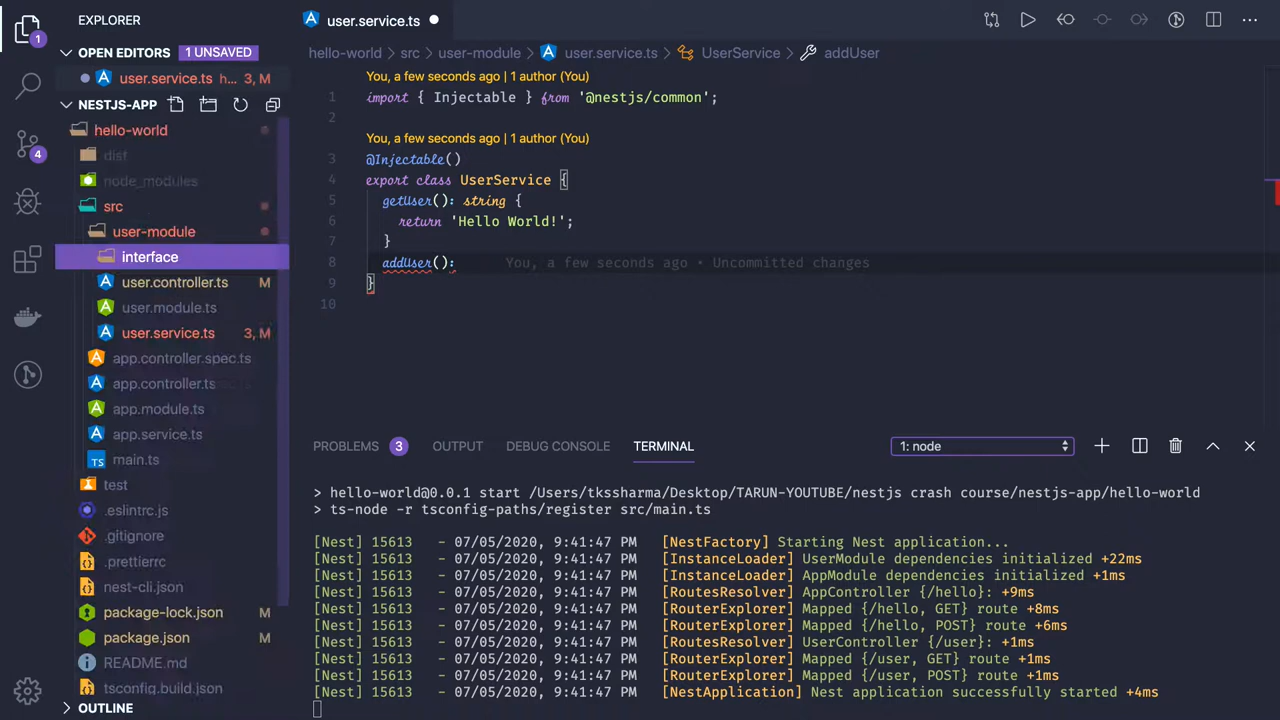 EXPLORER
OPEN EDITORS 1 UNSAVED
user.service.ts h... 3, M
NESTJS-APP
hello-world
dist
node_modules
src
user-module
interface
user.controller.ts M
user.module.ts
user.service.ts 3, M
app.controller.spec.ts
app.controller.ts
app.module.ts
app.service.ts
TS main.ts
test
.eslintrc.js
.gitignore
.prettierrc
nest-cli.json
package-lock.json M
package.json M
README.md
tsconfig.build.json
OUTLINE
1
4
user.service.ts
hello-world > src > user-module > user.service.ts > UserService > addUser
You, a few seconds ago | 1 author (You)
1 import { Injectable } from '@nestjs/common';
2
You, a few seconds ago | 1 author (You)
3 @Injectable()
4 export class UserService {
5 getUser(): string {
6 return 'Hello World!';
7 }
8 addUser(): You, a few seconds ago • Uncommitted changes
9 }
10
PROBLEMS 3 OUTPUT DEBUG CONSOLE TERMINAL 1: node
> hello-world@0.0.1 start /Users/tkssharma/Desktop/TARUN-YOUTUBE/nestjs crash course/nestjs-app/hello-world
> ts-node -r tsconfig-paths/register src/main.ts
[Nest] 15613 - 07/05/2020, 9:41:47 PM [NestFactory] Starting Nest application...
[Nest] 15613 - 07/05/2020, 9:41:47 PM [InstanceLoader] UserModule dependencies initialized +22ms
[Nest] 15613 - 07/05/2020, 9:41:47 PM [InstanceLoader] AppModule dependencies initialized +1ms
[Nest] 15613 - 07/05/2020, 9:41:47 PM [RoutesResolver] AppController {/hello}: +9ms
[Nest] 15613 - 07/05/2020, 9:41:47 PM [RouterExplorer] Mapped {/hello, GET} route +8ms
[Nest] 15613 - 07/05/2020, 9:41:47 PM [RouterExplorer] Mapped {/hello, POST} route +6ms
[Nest] 15613 - 07/05/2020, 9:41:47 PM [RoutesResolver] UserController {/user}: +1ms
[Nest] 15613 - 07/05/2020, 9:41:47 PM [RouterExplorer] Mapped {/user, GET} route +1ms
[Nest] 15613 - 07/05/2020, 9:41:47 PM [RouterExplorer] Mapped {/user, POST} route +1ms
[Nest] 15613 - 07/05/2020, 9:41:47 PM [NestApplication] Nest application successfully started +4ms